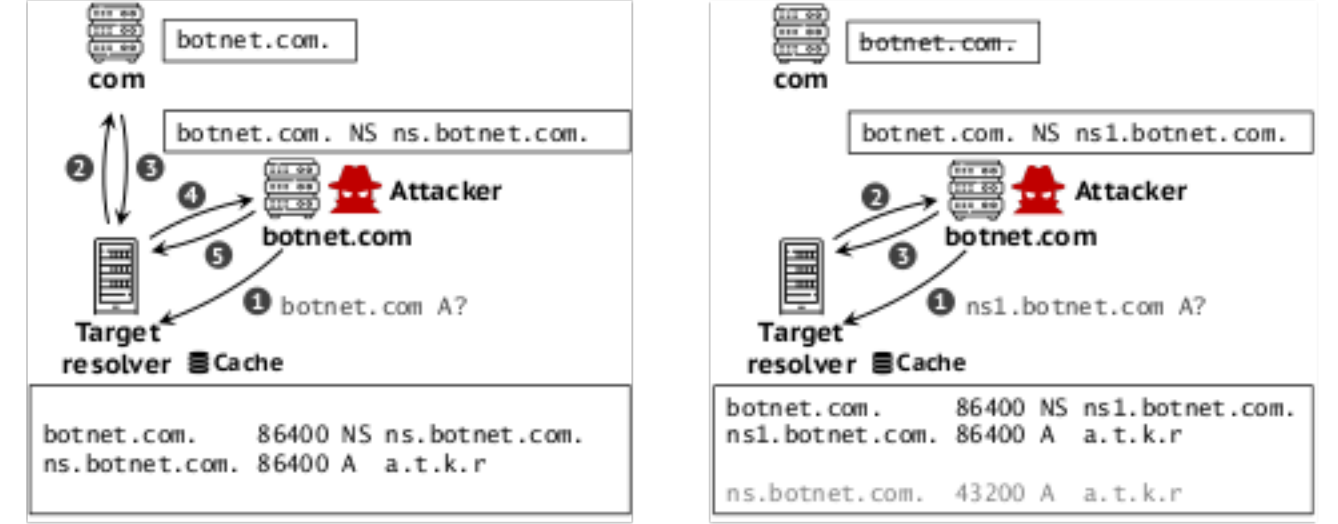 botnet.com.
com
botnet.com. NS ns.botnet.com.
2
3
4
Attacker
botnet.com
5
1 botnet.com A?
Target
resolver Cache
botnet.com. 86400 NS ns.botnet.com.
ns.botnet.com. 86400 A a.t.k.r
botnet.com.
com
botnet.com. NS ns1.botnet.com.
2
Attacker
botnet.com
3
1 ns1.botnet.com A?
Target
resolver Cache
botnet.com. 86400 NS ns1.botnet.com.
ns1.botnet.com. 86400 A a.t.k.r
ns.botnet.com. 43200 A a.t.k.r